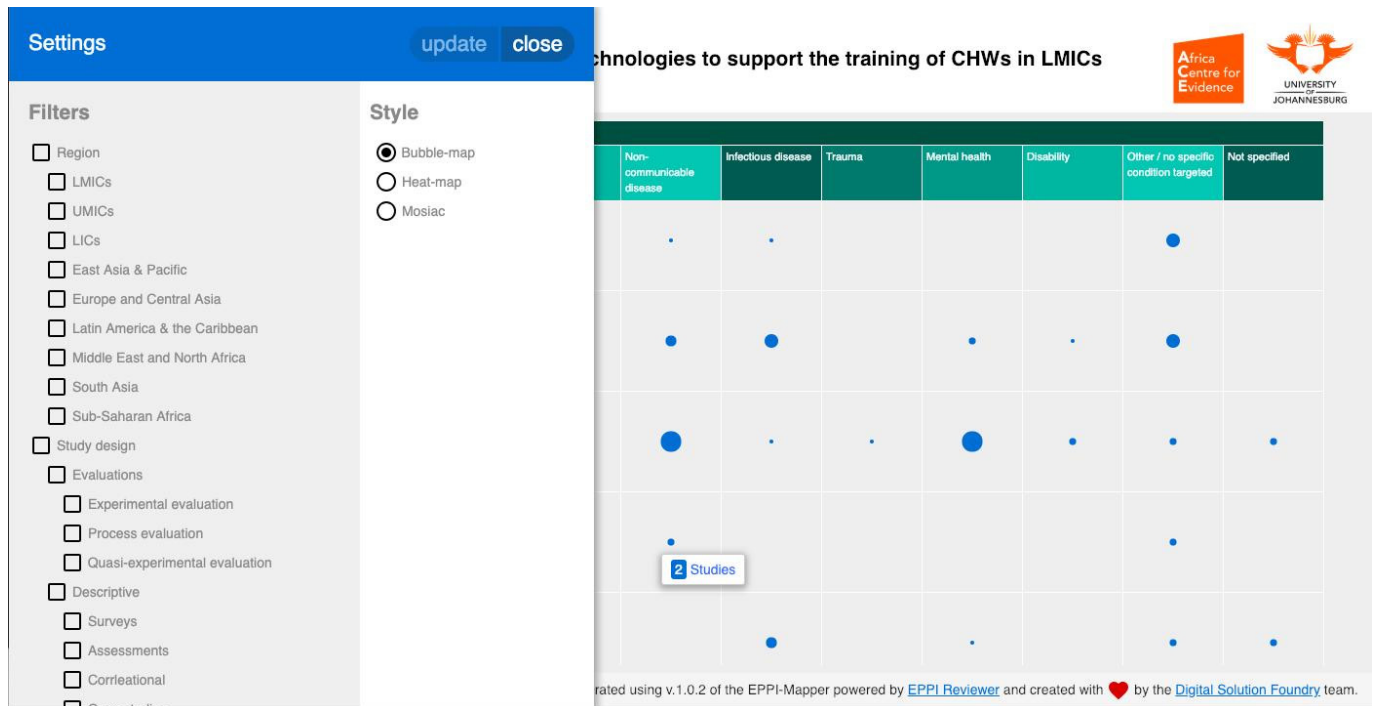 Settings
update close
chnologies to support the training of CHWs in LMICs
Africa
Centre for
Evidence
UNIVERSITY
OF
JOHANNESBURG
Filters
Region
LMICs
UMICs
LICs
East Asia & Pacific
Europe and Central Asia
Latin America & the Caribbean
Middle East and North Africa
South Asia
Sub-Saharan Africa
Study design
Evaluations
Experimental evaluation
Process evaluation
Quasi-experimental evaluation
Descriptive
Surveys
Assessments
Corrleational
Style
Bubble-map
Heat-map
Mosiac
Non-
communicable
disease
Infectious disease
Trauma
Mental health
Disability
Other / no specific
condition targeted
Not specified
2 Studies
rated using v.1.0.2 of the EPPI-Mapper powered by EPPI Reviewer and created with ❤ by the Digital Solution Foundry team.